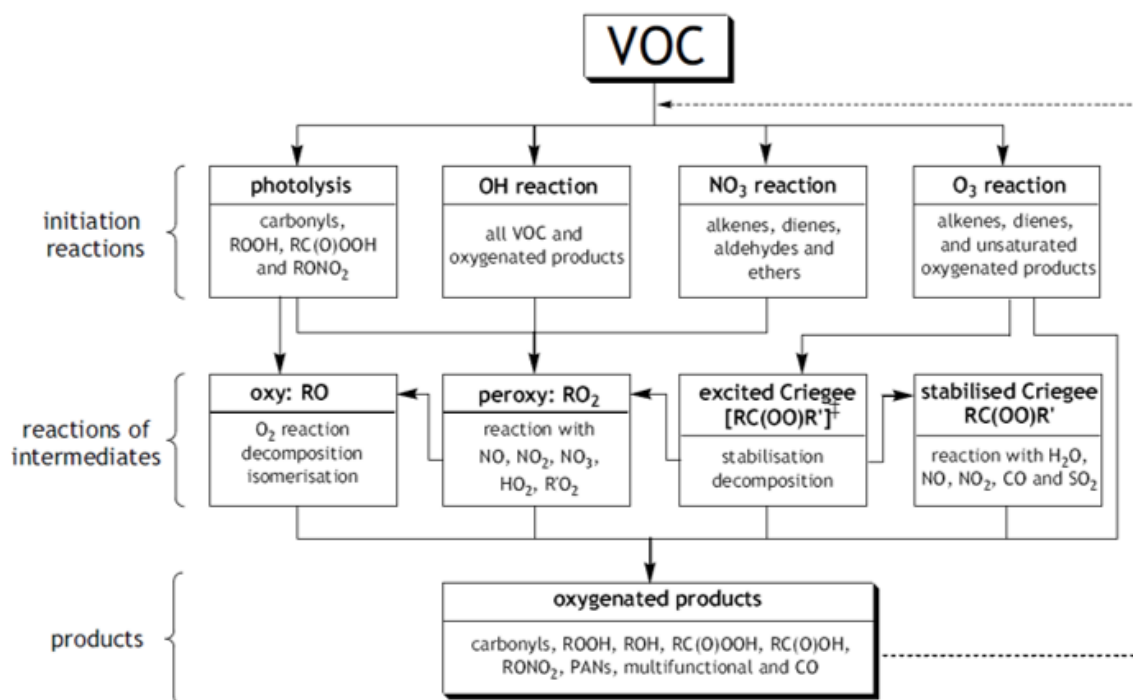 VOC
initiation
reactions
photolysis
carbonyls,
ROOH, RC(O)OOH
and RONO₂
OH reaction
all VOC and
oxygenated products
NO₃ reaction
alkenes, dienes,
aldehydes and
ethers
O₃ reaction
alkenes, dienes,
and unsaturated
oxygenated products
reactions of
intermediates
oxy: RO
O₂ reaction
decomposition
isomerisation
peroxy: RO₂
reaction with
NO, NO₂, NO₃,
HO₂, R'O₂
excited Criegee
[RC(OO)R']‡
stabilisation
decomposition
stabilised Criegee
RC(OO)R'
reaction with H₂O,
NO, NO₂, CO and SO₂
products
oxygenated products
carbonyls, ROOH, ROH, RC(O)OOH, RC(O)OH,
RONO₂, PANs, multifunctional and CO